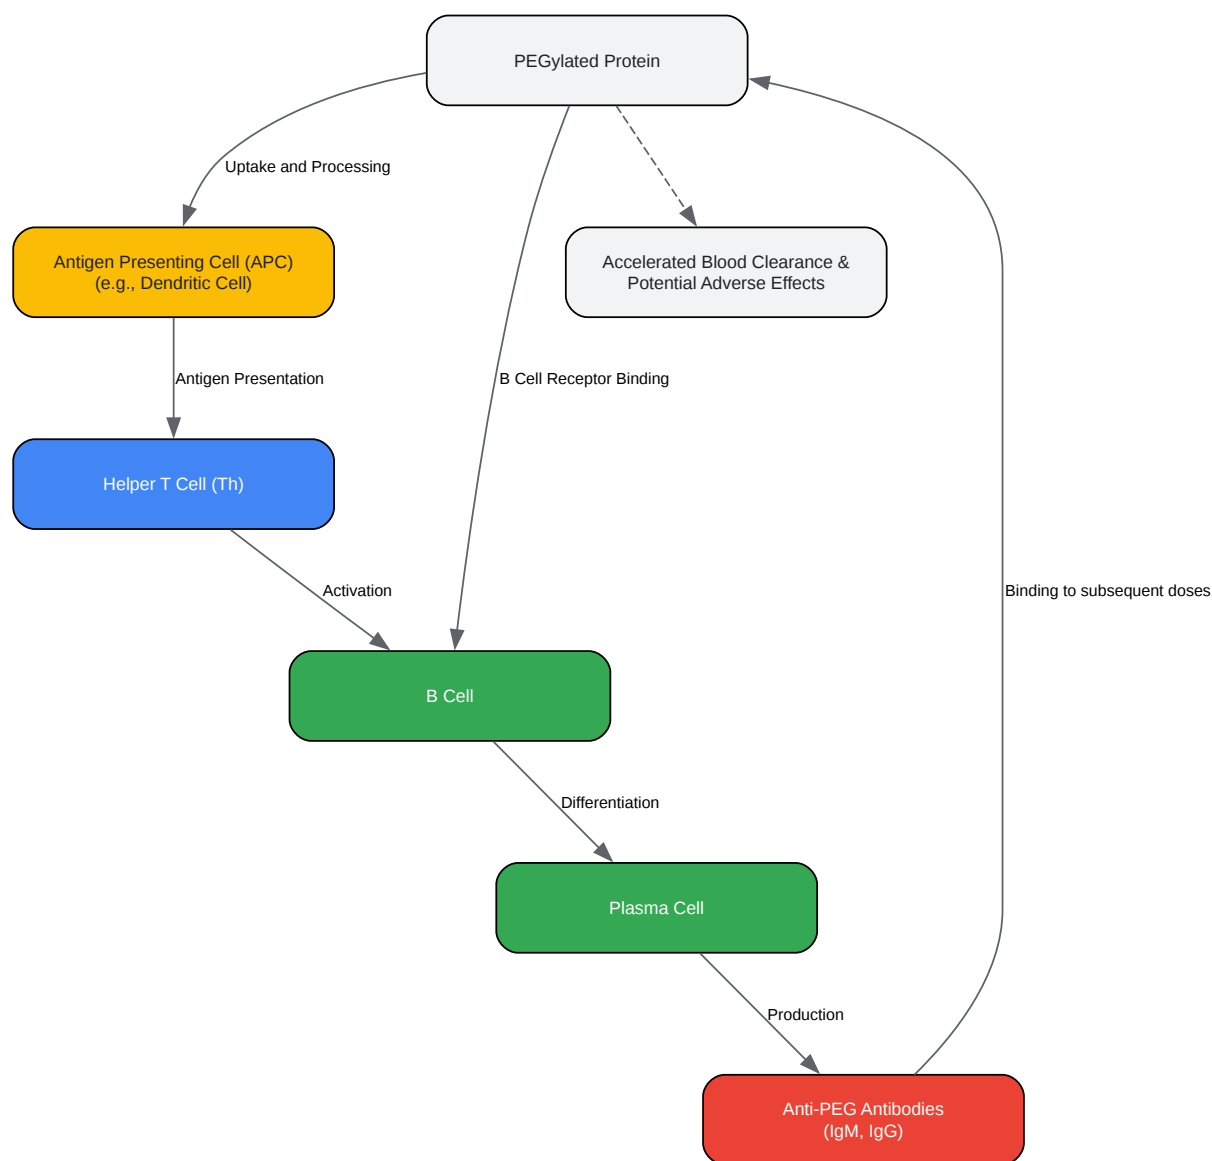 PEGylated Protein
Uptake and Processing
Antigen Presenting Cell (APC)
(e.g., Dendritic Cell)
Accelerated Blood Clearance &
Potential Adverse Effects
Antigen Presentation
B Cell Receptor Binding
Helper T Cell (Th)
Activation
Binding to subsequent doses
B Cell
Differentiation
Plasma Cell
Production
Anti-PEG Antibodies
(IgM, IgG)